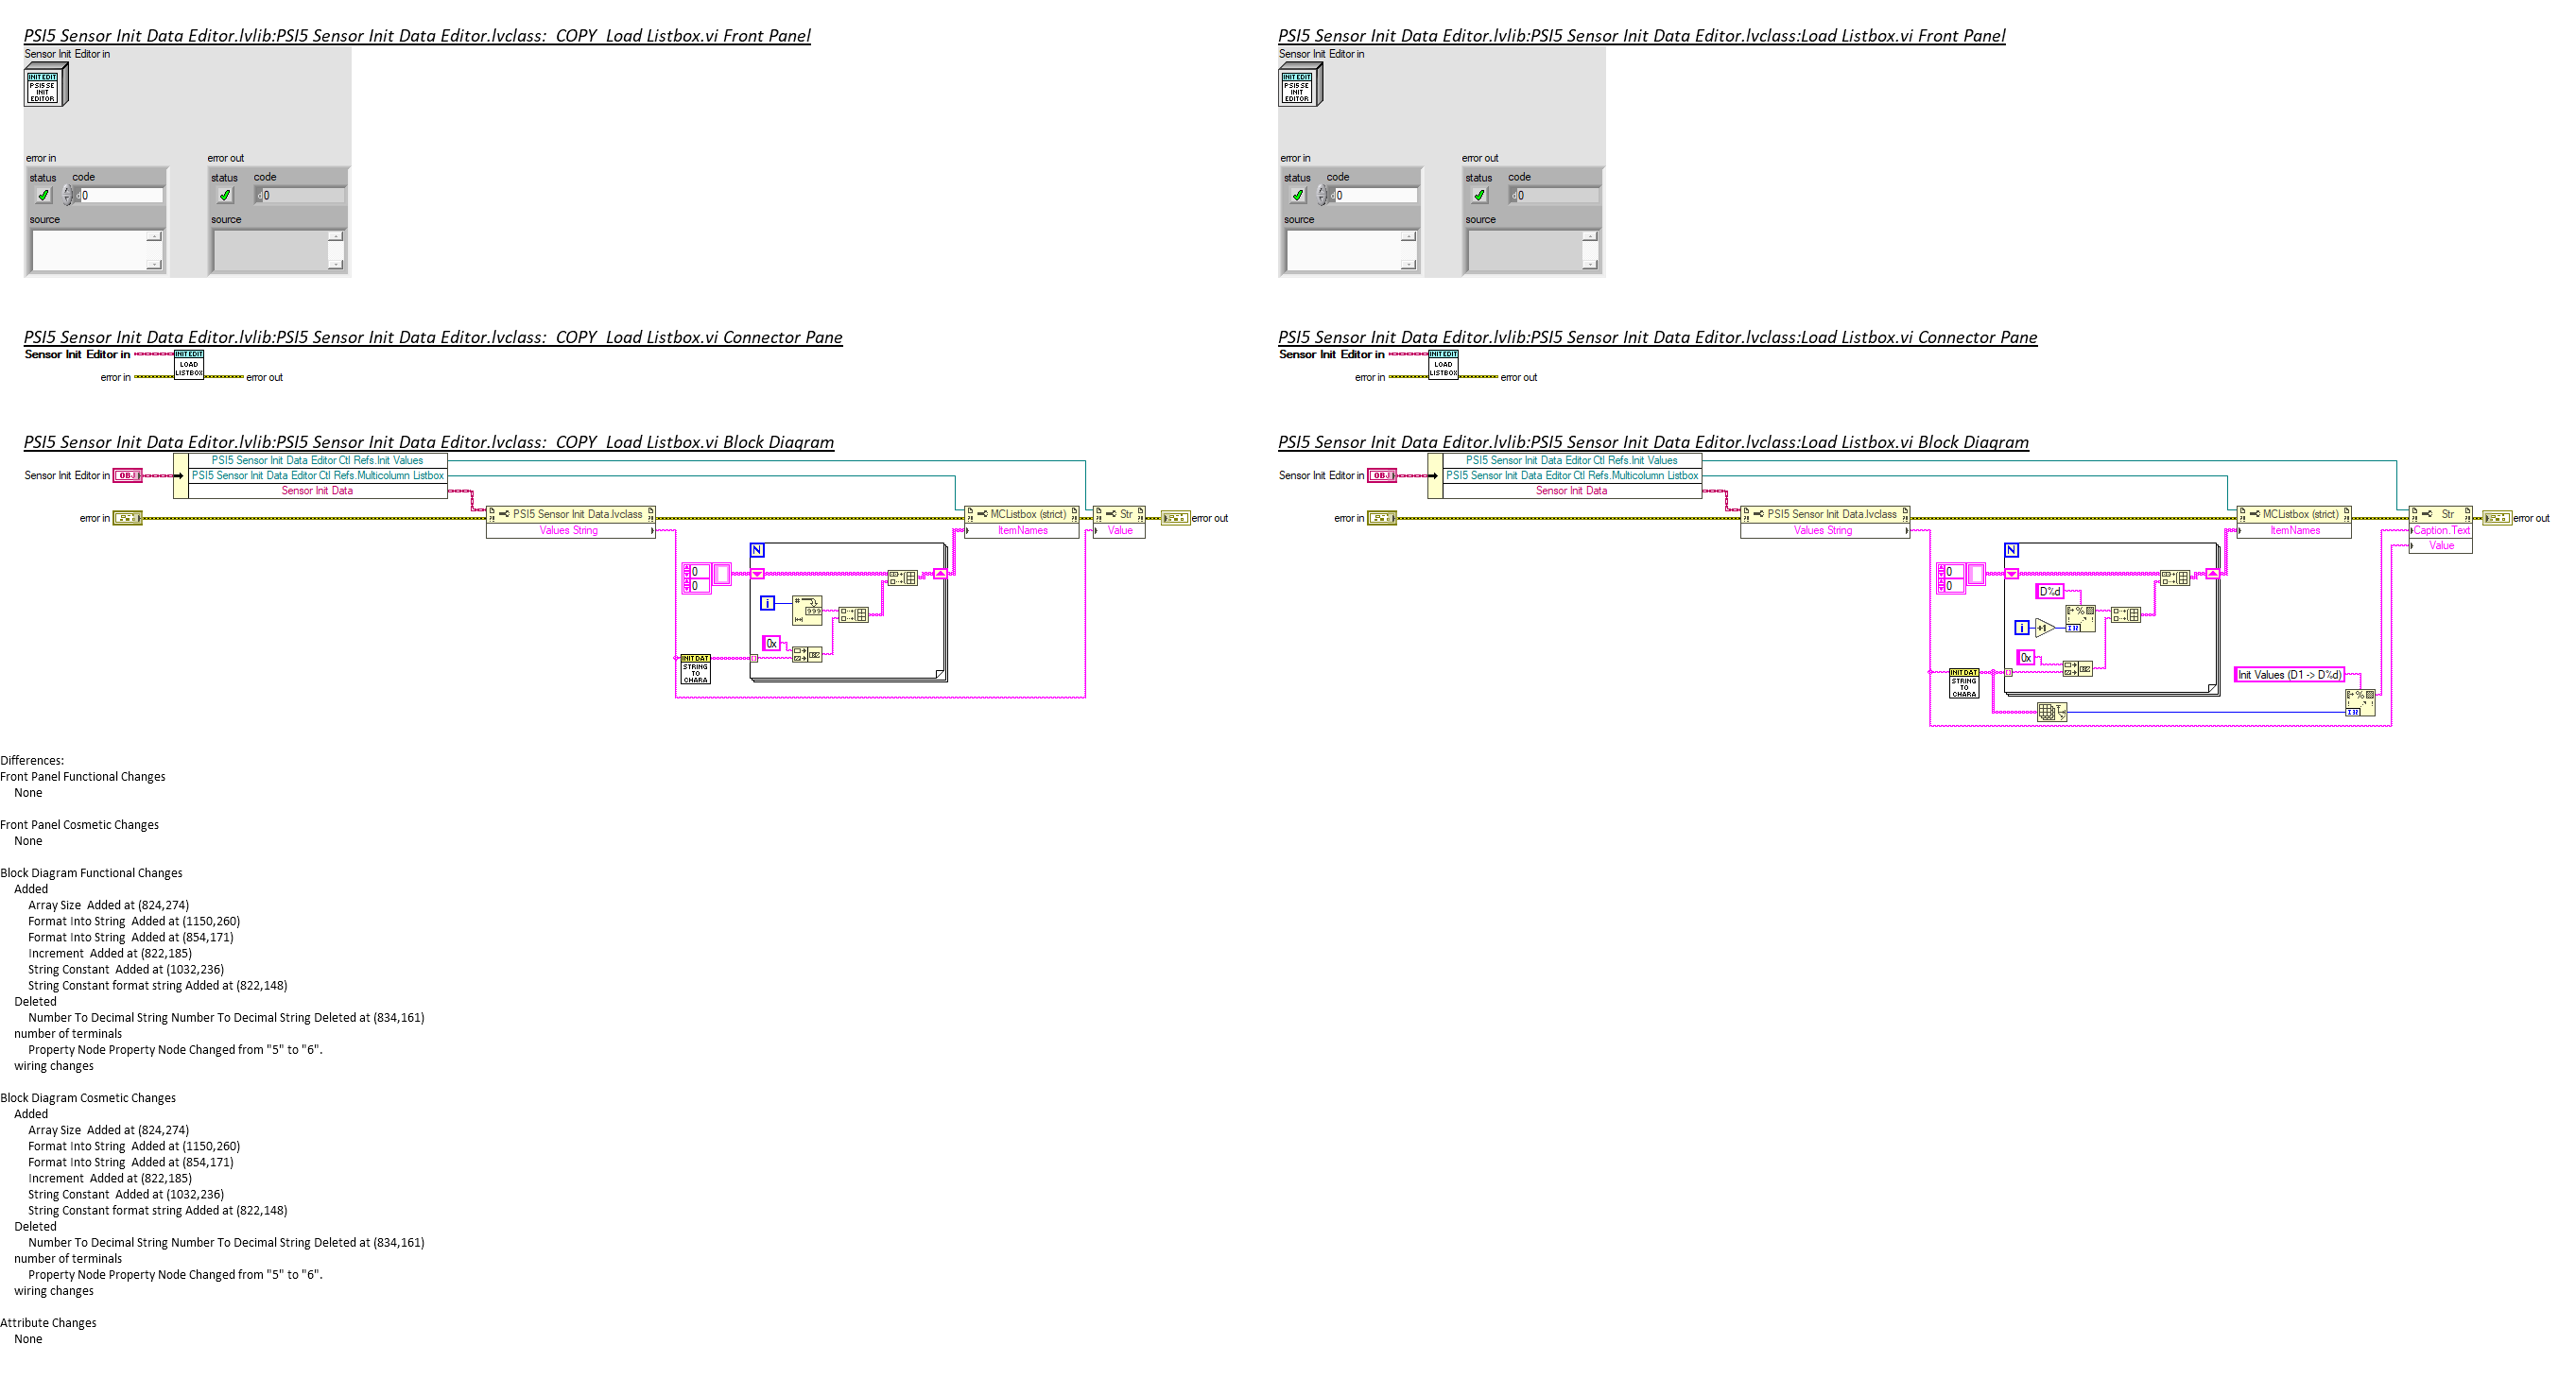 PSI5 Sensor Init Data Editor.lvlib:PSI5 Sensor Init Data Editor.lvclass:  COPY  Load Listbox.vi Front Panel
Sensor Init Editor in
INIT EDIT
PSI5 SE
INIT
EDITOR
error in
error out
status code
status code
0
0
source
source
PSI5 Sensor Init Data Editor.lvlib:PSI5 Sensor Init Data Editor.lvclass:  COPY  Load Listbox.vi Connector Pane
Sensor Init Editor in
INIT EDIT
LOAD
LISTBOX
error in
error out
PSI5 Sensor Init Data Editor.lvlib:PSI5 Sensor Init Data Editor.lvclass:  COPY  Load Listbox.vi Block Diagram
PSI5 Sensor Init Data Editor Ctl Refs.Init Values
Sensor Init Editor in
OBJ
PSI5 Sensor Init Data Editor Ctl Refs.Multicolumn Listbox
Sensor Init Data
error in
PSI5 Sensor Init Data.lvclass
MCListbox (strict)
Str
error out
Values String
ItemNames
Value
N
0
0
i
0x
INIT DAT
STRING
TO
CHARA
PSI5 Sensor Init Data Editor.lvlib:PSI5 Sensor Init Data Editor.lvclass:Load Listbox.vi Front Panel
Sensor Init Editor in
INIT EDIT
PSI5 SE
INIT
EDITOR
error in
error out
status code
status code
0
0
source
source
PSI5 Sensor Init Data Editor.lvlib:PSI5 Sensor Init Data Editor.lvclass:Load Listbox.vi Connector Pane
Sensor Init Editor in
INIT EDIT
LOAD
LISTBOX
error in
error out
PSI5 Sensor Init Data Editor.lvlib:PSI5 Sensor Init Data Editor.lvclass:Load Listbox.vi Block Diagram
PSI5 Sensor Init Data Editor Ctl Refs.Init Values
Sensor Init Editor in
OBJ
PSI5 Sensor Init Data Editor Ctl Refs.Multicolumn Listbox
Sensor Init Data
error in
PSI5 Sensor Init Data.lvclass
MCListbox (strict)
Str
error out
Values String
ItemNames
Caption.Text
Value
N
0
0
D%d
i
+1
0x
INIT DAT
STRING
TO
CHARA
Init Values (D1 -> D%d)
Differences:
Front Panel Functional Changes
None
Front Panel Cosmetic Changes
None
Block Diagram Functional Changes
Added
Array Size  Added at (824,274)
Format Into String  Added at (1150,260)
Format Into String  Added at (854,171)
Increment  Added at (822,185)
String Constant  Added at (1032,236)
String Constant format string Added at (822,148)
Deleted
Number To Decimal String Number To Decimal String Deleted at (834,161)
number of terminals
Property Node Property Node Changed from "5" to "6".
wiring changes
Block Diagram Cosmetic Changes
Added
Array Size  Added at (824,274)
Format Into String  Added at (1150,260)
Format Into String  Added at (854,171)
Increment  Added at (822,185)
String Constant  Added at (1032,236)
String Constant format string Added at (822,148)
Deleted
Number To Decimal String Number To Decimal String Deleted at (834,161)
number of terminals
Property Node Property Node Changed from "5" to "6".
wiring changes
Attribute Changes
None